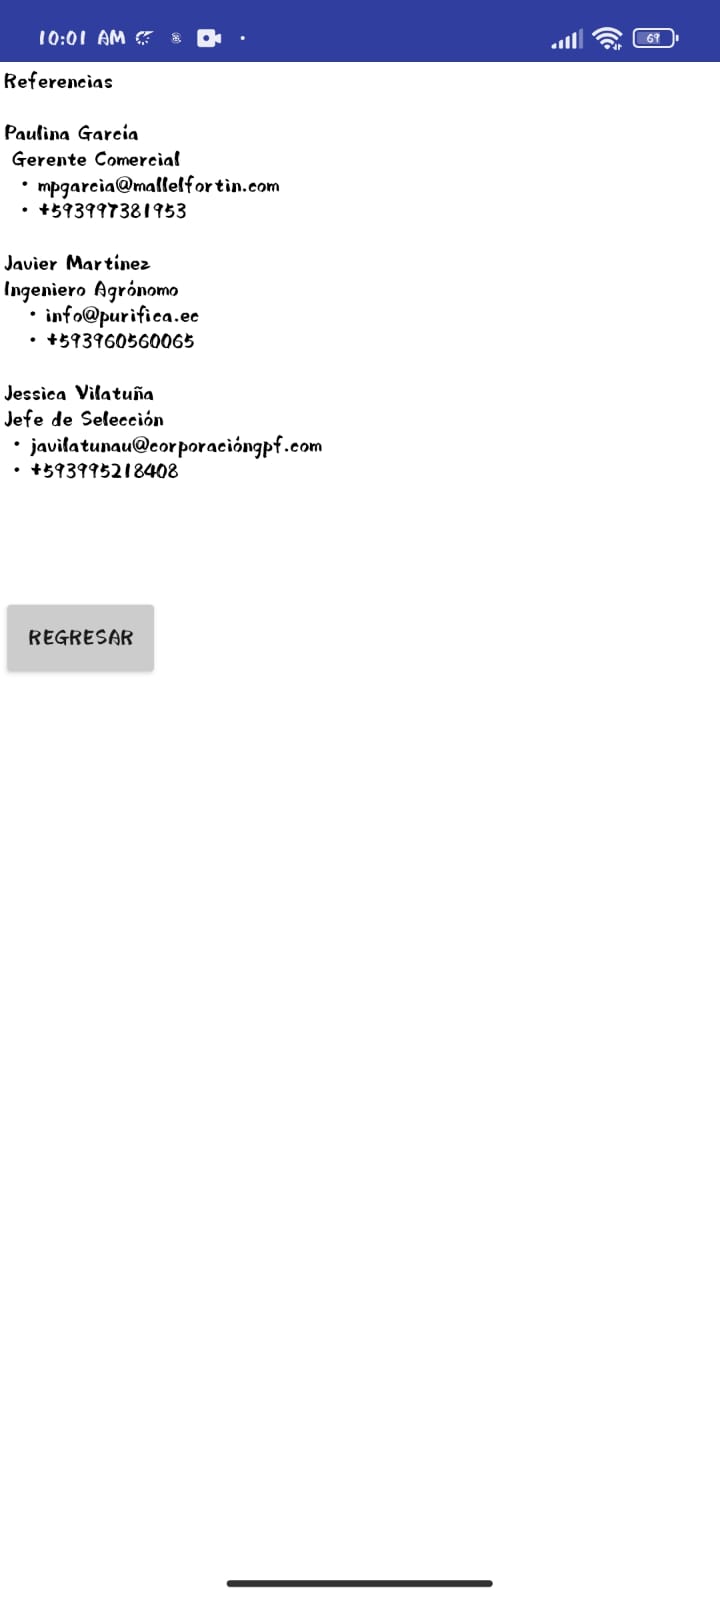 10:01 AM
69
Referencias
Paulina García
Gerente Comercial
• mpgarcia@mallelfortin.com
• +593997381953
Javier Martínez
Ingeniero Agrónomo
• info@purifica.ec
• +593960560065
Jessica Vilatuña
Jefe de Selección
• javilatunau@corporacióngpf.com
• +593995218408
REGRESAR